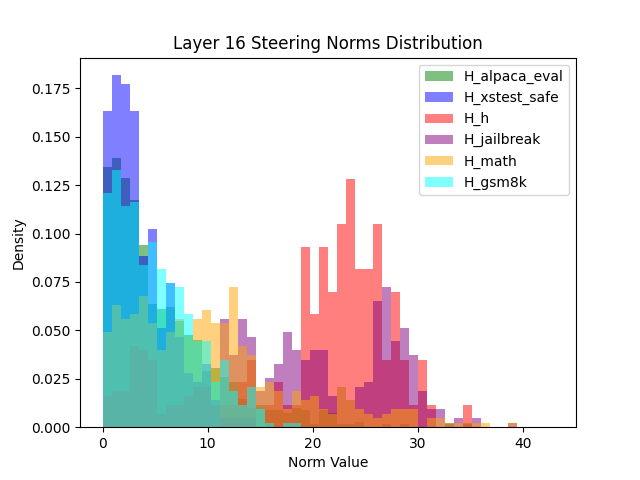 Layer 16 Steering Norms Distribution
H_alpaca_eval
H_xstest_safe
H_h
H_jailbreak
H_math
H_gsm8k
Density
0.175
0.150
0.125
0.100
0.075
0.050
0.025
0.000
0 10 20 30 40
Norm Value